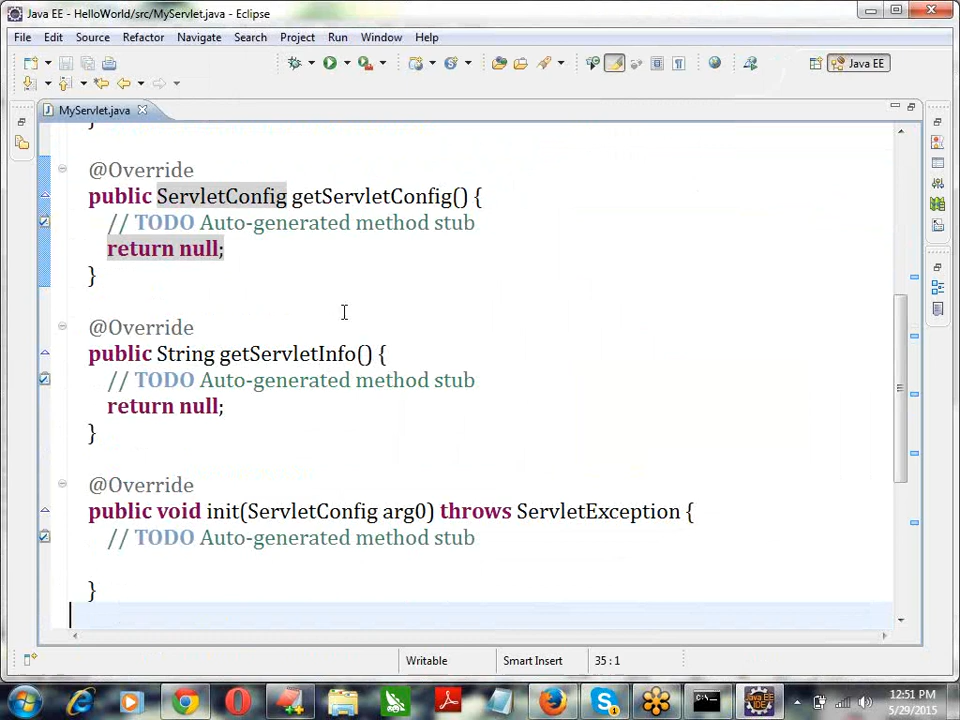 Java EE - HelloWorld/src/MyServlet.java - Eclipse
File Edit Source Refactor Navigate Search Project Run Window Help
Java EE
MyServlet.java
}
@Override
public ServletConfig getServletConfig() {
// TODO Auto-generated method stub
return null;
}
@Override
public String getServletInfo() {
// TODO Auto-generated method stub
return null;
}
@Override
public void init(ServletConfig arg0) throws ServletException {
// TODO Auto-generated method stub
}
Writable Smart Insert 35 : 1
12:51 PM
5/29/2015